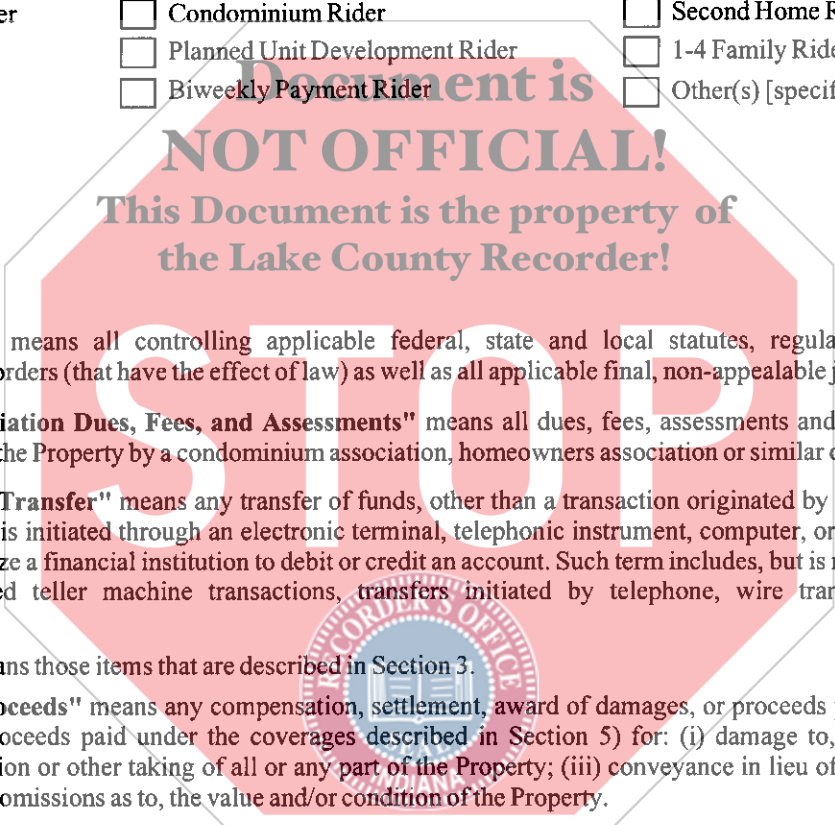 er Condominium Rider Second Home R
Planned Unit Development Rider 1-4 Family Ride
Biweekly Payment Rider Other(s) [specif
Document is
NOT OFFICIAL!
This Document is the property of
the Lake County Recorder!
means all controlling applicable federal, state and local statutes, regula
orders (that have the effect of law) as well as all applicable final, non-appealable j
iation Dues, Fees, and Assessments" means all dues, fees, assessments and
the Property by a condominium association, homeowners association or similar
Transfer" means any transfer of funds, other than a transaction originated by
is initiated through an electronic terminal, telephonic instrument, computer, or
ze a financial institution to debit or credit an account. Such term includes, but is
ed teller machine transactions, transfers initiated by telephone, wire tran
ans those items that are described in Section 3.
oceeds" means any compensation, settlement, award of damages, or proceeds
oceeds paid under the coverages described in Section 5) for: (i) damage to,
ion or other taking of all or any part of the Property; (iii) conveyance in lieu of
omissions as to, the value and/or condition of the Property.
STOP
RECORDER'S OFFICE
SEAL
INDIANA